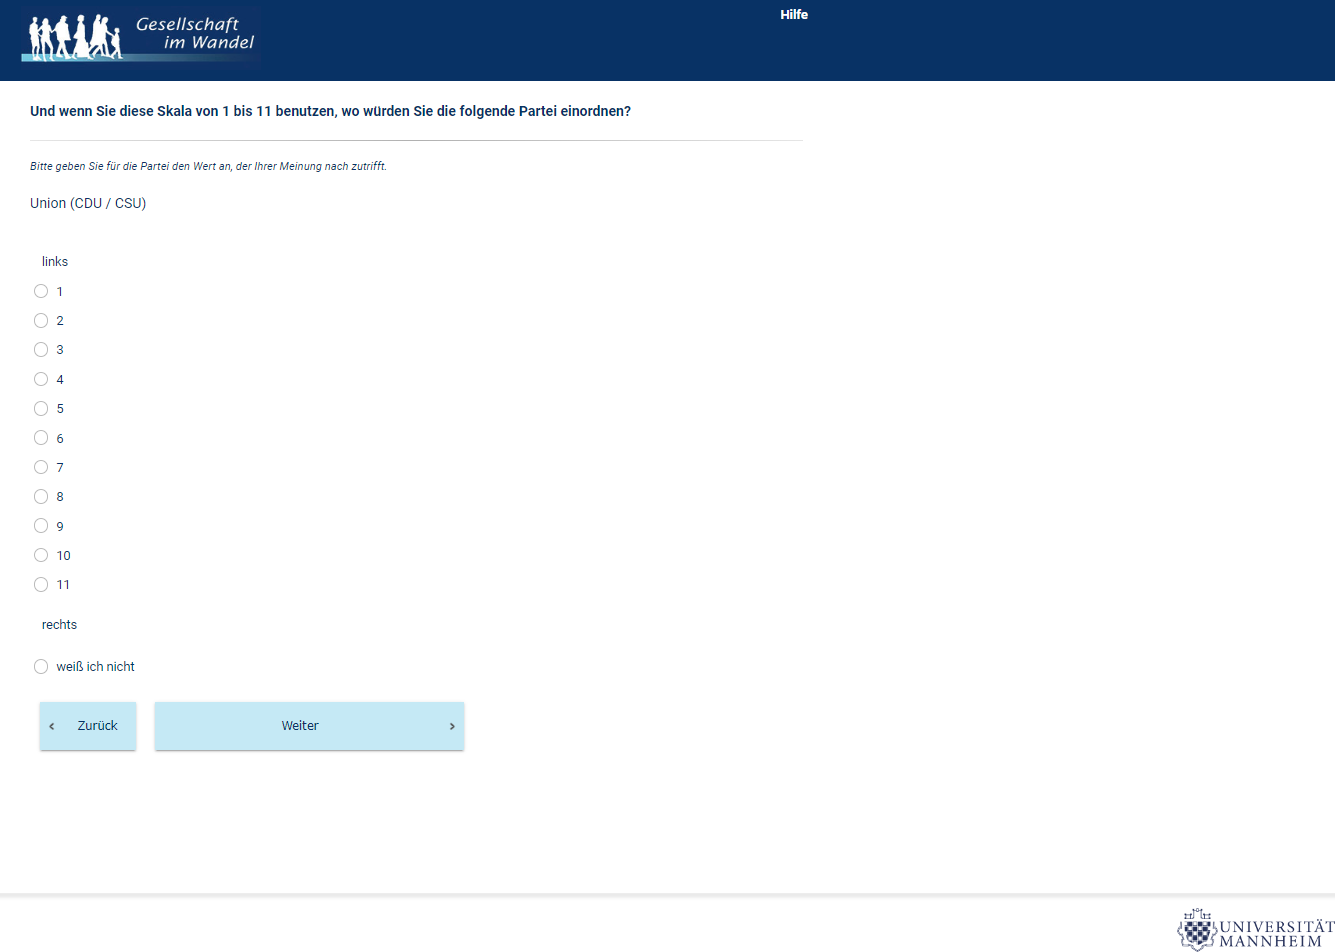 Gesellschaft
im Wandel
Hilfe
Und wenn Sie diese Skala von 1 bis 11 benutzen, wo würden Sie die folgende Partei einordnen?
Bitte geben Sie für die Partei den Wert an, der Ihrer Meinung nach zutrifft.
Union (CDU / CSU)
links
1
2
3
4
5
6
7
8
9
10
11
rechts
weiß ich nicht
‹ Zurück
Weiter ›
UNIVERSITÄT
MANNHEIM